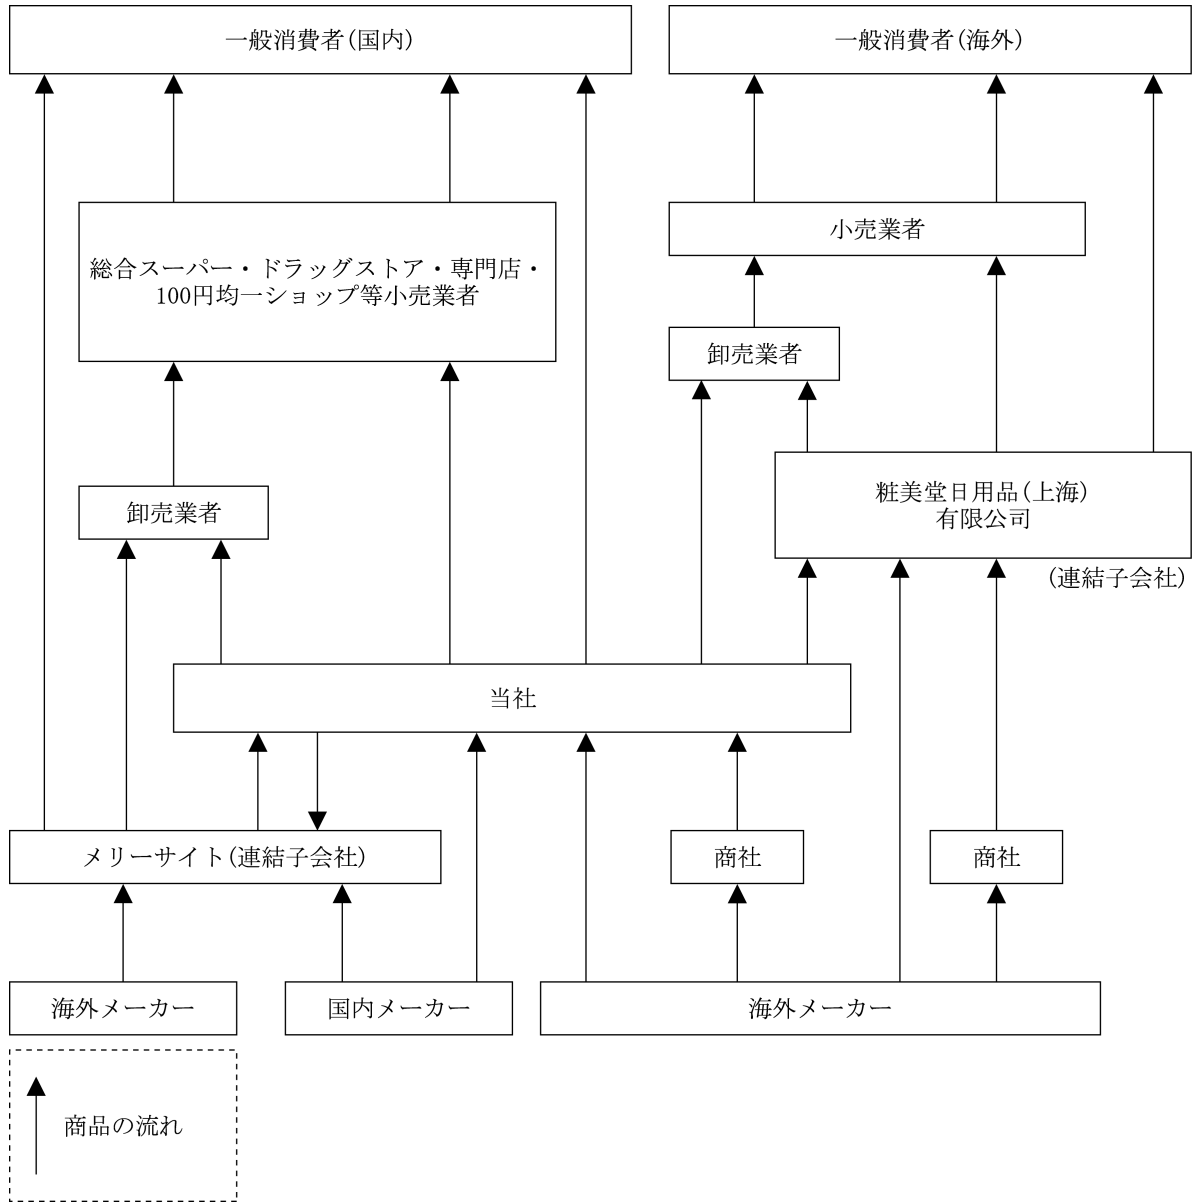 一般消費者(国内)
一般消費者(海外)
小売業者
総合スーパー・ドラッグストア・専門店・
100円均一ショップ等小売業者
卸売業者
粧美堂日用品(上海)
有限公司
(連結子会社)
卸売業者
当社
メリーサイト(連結子会社)
商社
商社
海外メーカー
国内メーカー
海外メーカー
商品の流れ